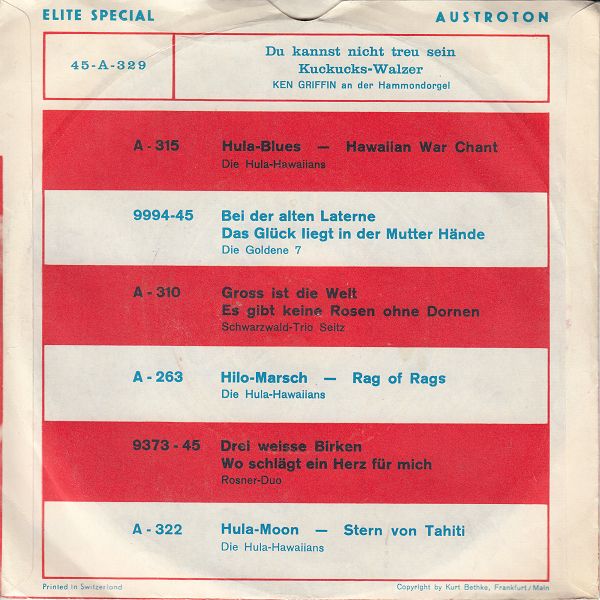 ELITE SPECIAL AUSTROTON
45-A-329
Du kannst nicht treu sein
Kuckucks-Walzer
KEN GRIFFIN an der Hammondorgel
A - 315 Hula-Blues — Hawaiian War Chant
Die Hula-Hawaiians
9994-45 Bei der alten Laterne
Das Glück liegt in der Mutter Hände
Die Goldene 7
A - 310 Gross ist die Welt
Es gibt keine Rosen ohne Dornen
Schwarzwald-Trio Seitz
A - 263 Hilo-Marsch — Rag of Rags
Die Hula-Hawaiians
9373 - 45 Drei weisse Birken
Wo schlägt ein Herz für mich
Rosner-Duo
A - 322 Hula-Moon — Stern von Tahiti
Die Hula-Hawaiians
Printed in Switzerland Copyright by Kurt Bethke, Frankfurt / Main